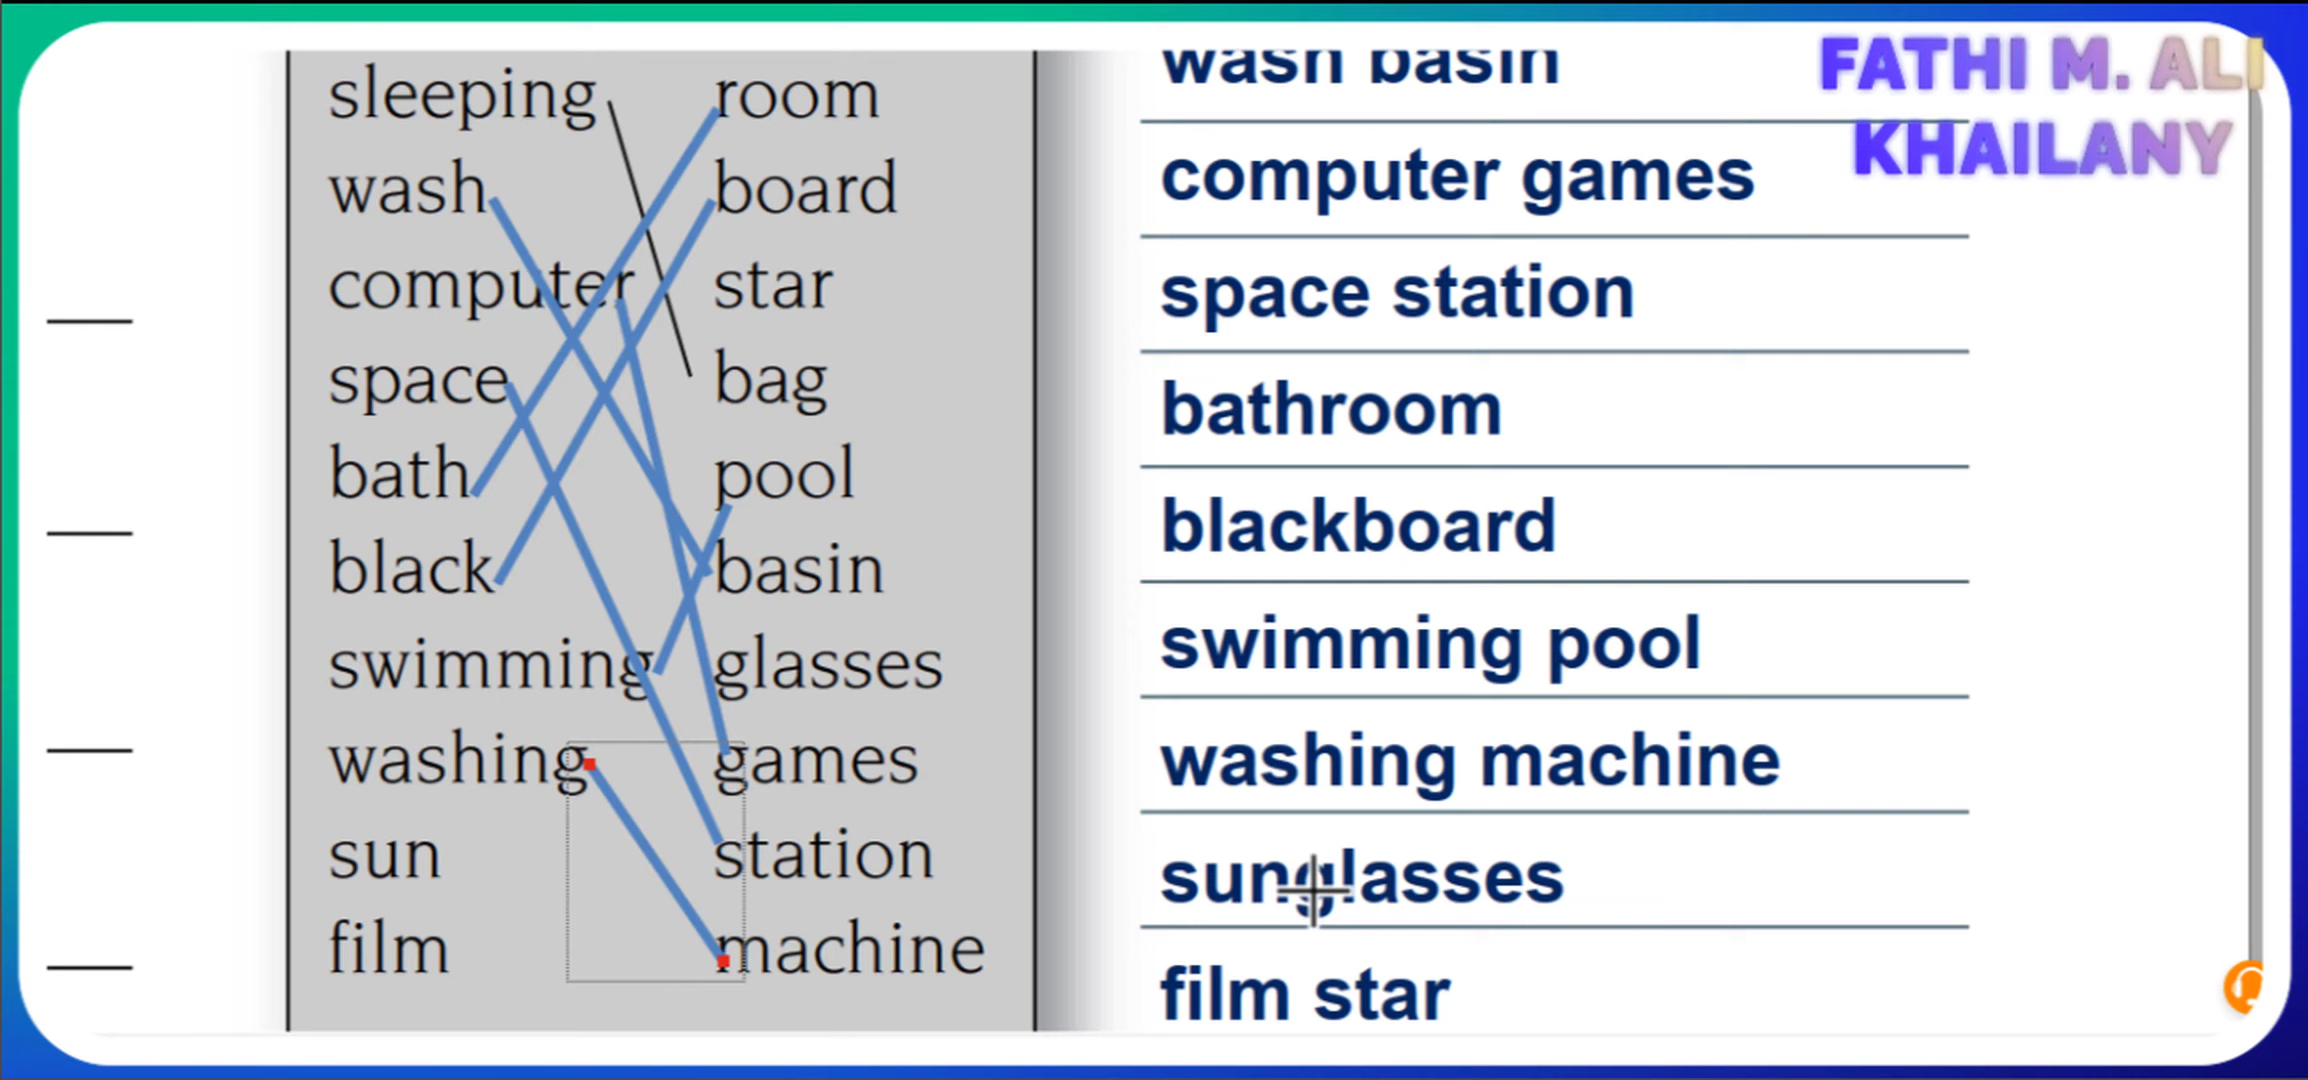 sleeping room
wash board
computer star
space bag
bath pool
black basin
swimming glasses
washing games
sun station
film machine
wash basin
computer games
space station
bathroom
blackboard
swimming pool
washing machine
sunglasses
film star
FATHI M. ALI
KHAILANY